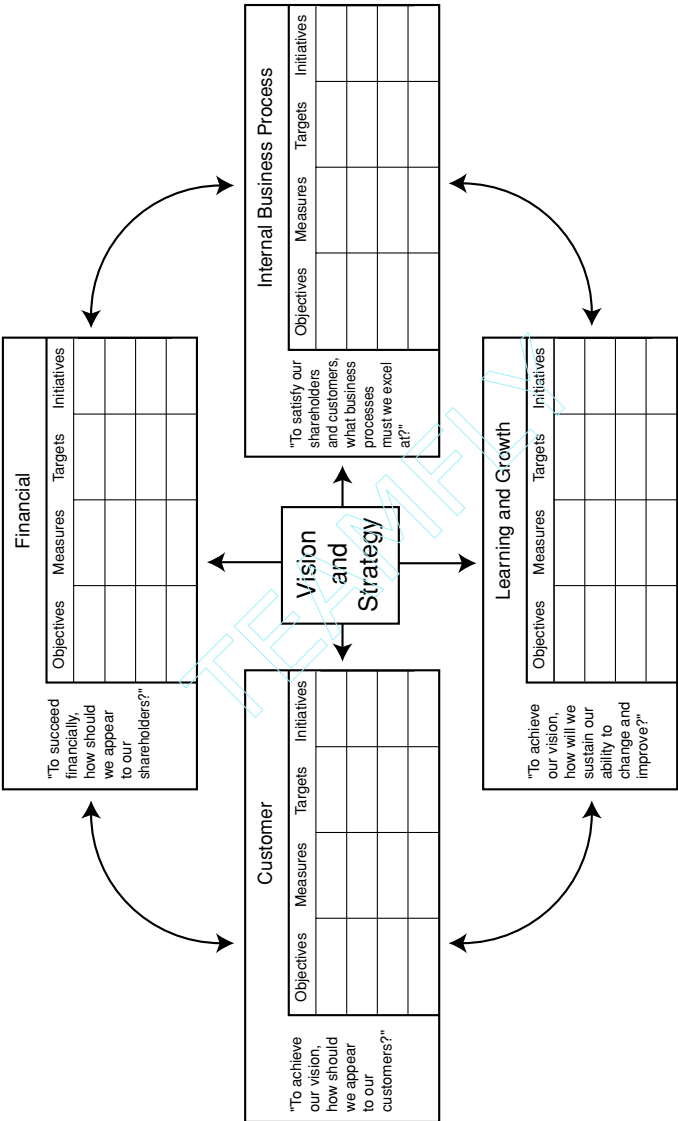 Financial
"To succeed
financially,
how should
we appear
to our
shareholders?"
Objectives Measures Targets Initiatives
Customer
"To achieve
our vision,
how should
we appear
to our
customers?"
Objectives Measures Targets Initiatives
Vision
and
Strategy
Internal Business Process
"To satisfy our
shareholders
and customers,
what business
processes
must we excel
at?"
Objectives Measures Targets Initiatives
Learning and Growth
"To achieve
our vision,
how will we
sustain our
ability to
change and
improve?"
Objectives Measures Targets Initiatives
TEAMFLY